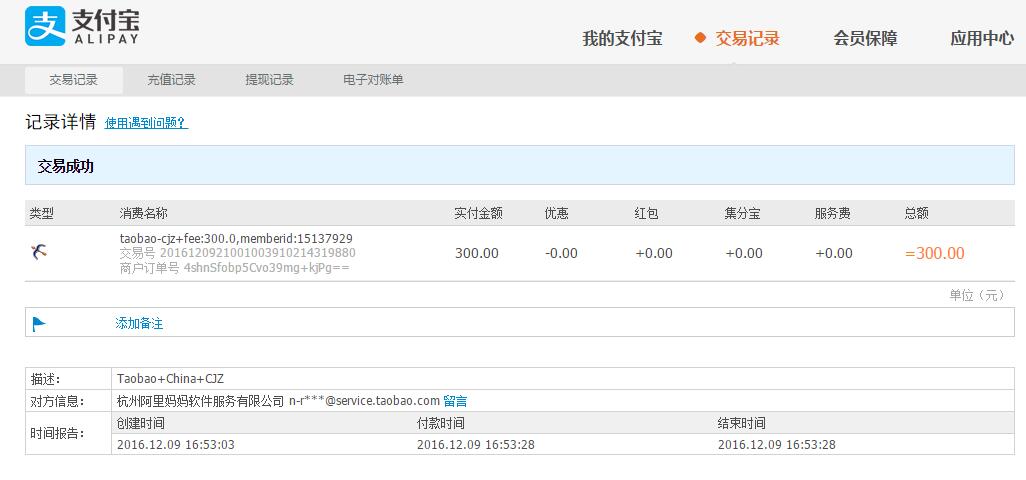 支付宝
ALIPAY
我的支付宝 交易记录 会员保障 应用中心
交易记录 充值记录 提现记录 电子对账单
记录详情 使用遇到问题？
交易成功
类型 消费名称 实付金额 优惠 红包 集分宝 服务费 总额
taobao-cjz+fee:300.0,memberid:15137929
交易号 2016120921001003910214319880
商户订单号 4shnSfobp5Cvo39mg+kjPg==
300.00 -0.00 +0.00 +0.00 +0.00 =300.00
单位（元）
添加备注
描述： Taobao+China+CJZ
对方信息： 杭州阿里妈妈软件服务有限公司 n-r***@service.taobao.com 留言
时间报告： 创建时间 付款时间 结束时间
2016.12.09 16:53:03 2016.12.09 16:53:28 2016.12.09 16:53:28